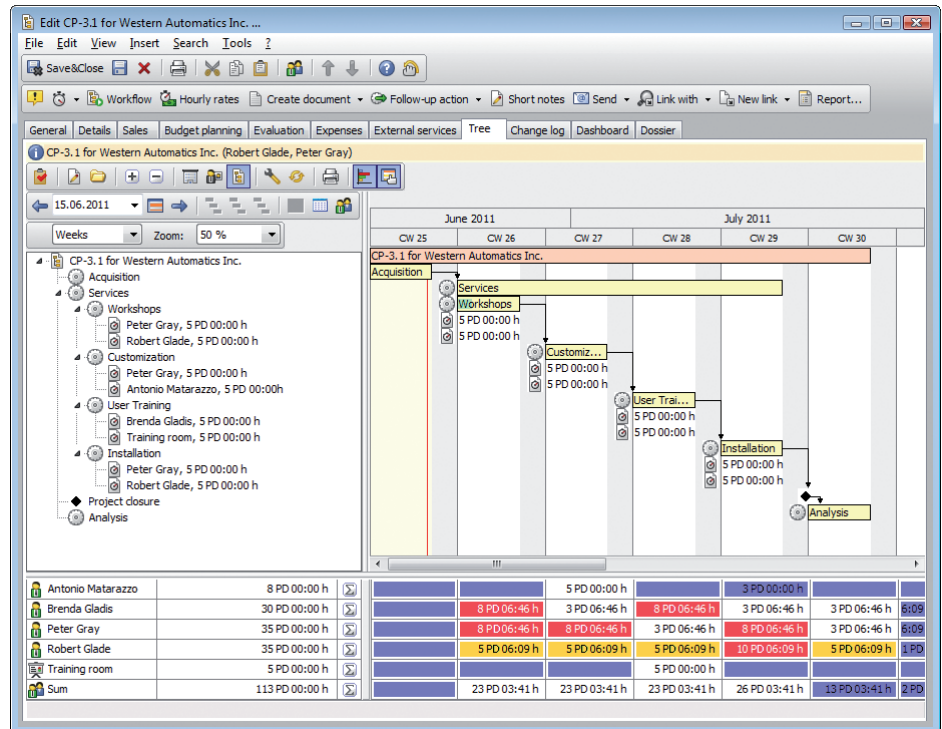 Edit CP-3.1 for Western Automatics Inc. ...
File Edit View Insert Search Tools ?
Save&Close
Workflow Hourly rates Create document Follow-up action Short notes Send Link with New link Report...
General Details Sales Budget planning Evaluation Expenses External services Tree Change log Dashboard Dossier
CP-3.1 for Western Automatics Inc. (Robert Glade, Peter Gray)
15.06.2011
Weeks Zoom: 50 %
June 2011 July 2011
CW 25 CW 26 CW 27 CW 28 CW 29 CW 30
CP-3.1 for Western Automatics Inc.
Acquisition
Services
Workshops
Peter Gray, 5 PD 00:00 h
Robert Glade, 5 PD 00:00 h
Customization
Peter Gray, 5 PD 00:00 h
Antonio Matarazzo, 5 PD 00:00h
User Training
Brenda Gladis, 5 PD 00:00 h
Training room, 5 PD 00:00 h
Installation
Peter Gray, 5 PD 00:00 h
Robert Glade, 5 PD 00:00 h
Project closure
Analysis
CP-3.1 for Western Automatics Inc.
Acquisition
Services
Workshops
5 PD 00:00 h
5 PD 00:00 h
Customiz...
5 PD 00:00 h
5 PD 00:00 h
User Trai...
5 PD 00:00 h
5 PD 00:00 h
Installation
5 PD 00:00 h
5 PD 00:00 h
Analysis
Antonio Matarazzo 8 PD 00:00 h Σ 5 PD 00:00 h 3 PD 00:00 h
Brenda Gladis 30 PD 00:00 h Σ 8 PD 06:46 h 3 PD 06:46 h 8 PD 06:46 h 3 PD 06:46 h 3 PD 06:46 h 6:09
Peter Gray 35 PD 00:00 h Σ 8 PD 06:46 h 8 PD 06:46 h 3 PD 06:46 h 8 PD 06:46 h 3 PD 06:46 h 6:09
Robert Glade 35 PD 00:00 h Σ 5 PD 06:09 h 5 PD 06:09 h 5 PD 06:09 h 10 PD 06:09 h 5 PD 06:09 h 1 PD
Training room 5 PD 00:00 h Σ 5 PD 00:00 h
Sum 113 PD 00:00 h Σ 23 PD 03:41 h 23 PD 03:41 h 23 PD 03:41 h 26 PD 03:41 h 13 PD 03:41 h 2 PD